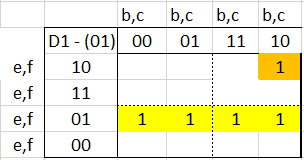 b,c b,c b,c b,c
D1 - (01) 00 01 11 10
e,f 10 1
e,f 11
e,f 01 1 1 1 1
e,f 00